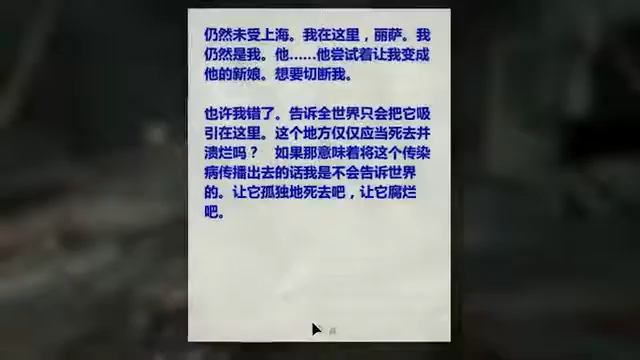 仍然未受上海。我在这里，丽萨。我
仍然是我。他……他尝试着让我变成
他的新娘。想要切断我。
也许我错了。告诉全世界只会把它吸
引在这里。这个地方仅仅应当死去并
溃烂吗？ 如果那意味着将这个传染
病传播出去的话我是不会告诉世界
的。让它孤独地死去吧，让它腐烂
吧。